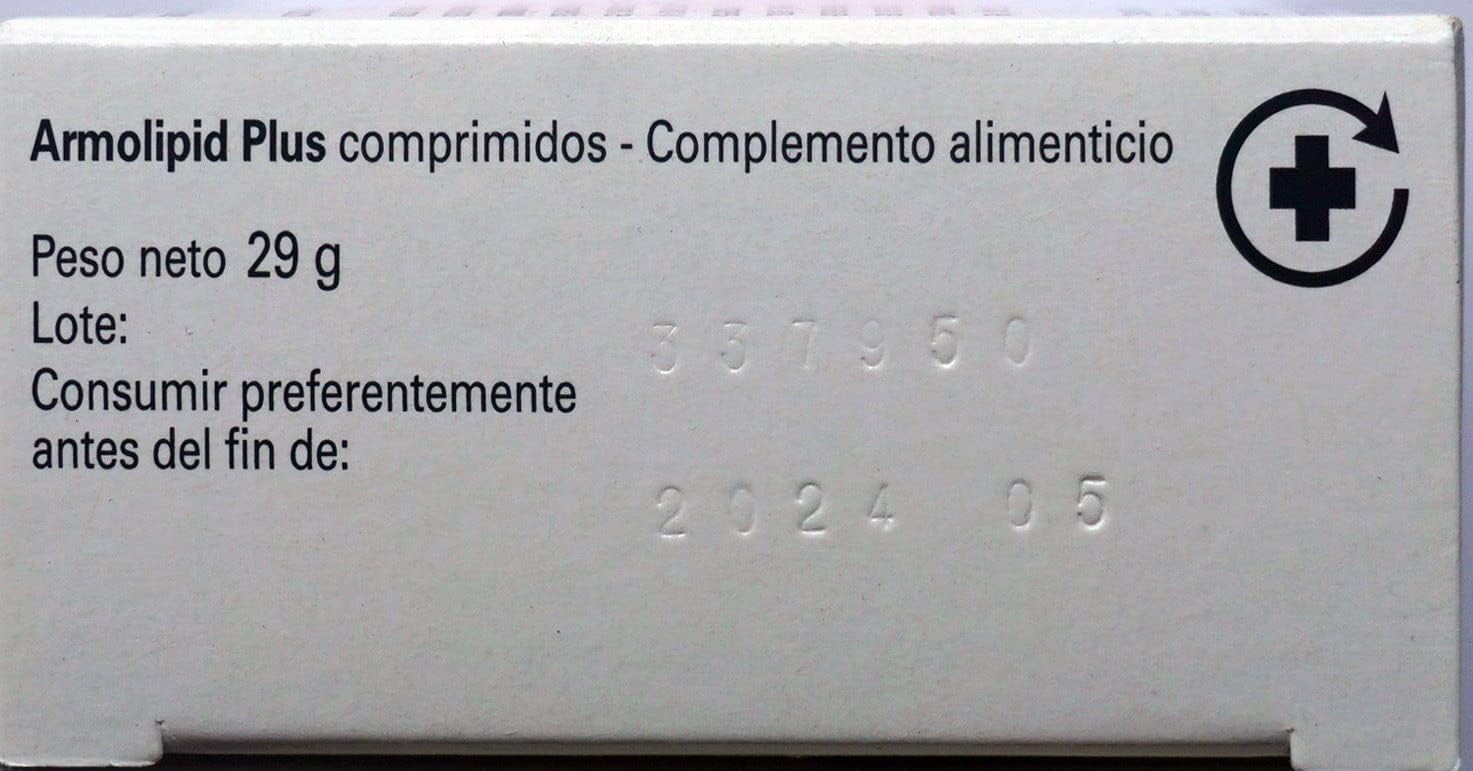 Armolipid Plus comprimidos - Complemento alimenticio
Peso neto 29 g
Lote: 337950
Consumir preferentemente
antes del fin de:
2024 05